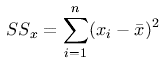 $SS_x = \sum_{i=1}^{n} (x_i - \bar{x})^2$